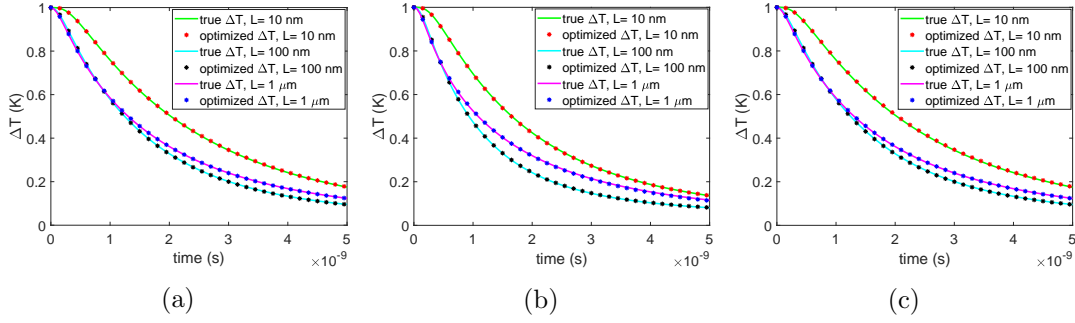 1
0.8
0.6
0.4
0.2
0
ΔT (K)
0 1 2 3 4 5
time (s)
×10⁻⁹
true ΔT, L= 10 nm
optimized ΔT, L= 10 nm
true ΔT, L= 100 nm
optimized ΔT, L= 100 nm
true ΔT, L= 1 μm
optimized ΔT, L= 1 μm
(a)
1
0.8
0.6
0.4
0.2
0
ΔT (K)
0 1 2 3 4 5
time (s)
×10⁻⁹
true ΔT, L= 10 nm
optimized ΔT, L= 10 nm
true ΔT, L= 100 nm
optimized ΔT, L= 100 nm
true ΔT, L= 1 μm
optimized ΔT, L= 1 μm
(b)
1
0.8
0.6
0.4
0.2
0
ΔT (K)
0 1 2 3 4 5
time (s)
×10⁻⁹
true ΔT, L= 10 nm
optimized ΔT, L= 10 nm
true ΔT, L= 100 nm
optimized ΔT, L= 100 nm
true ΔT, L= 1 μm
optimized ΔT, L= 1 μm
(c)